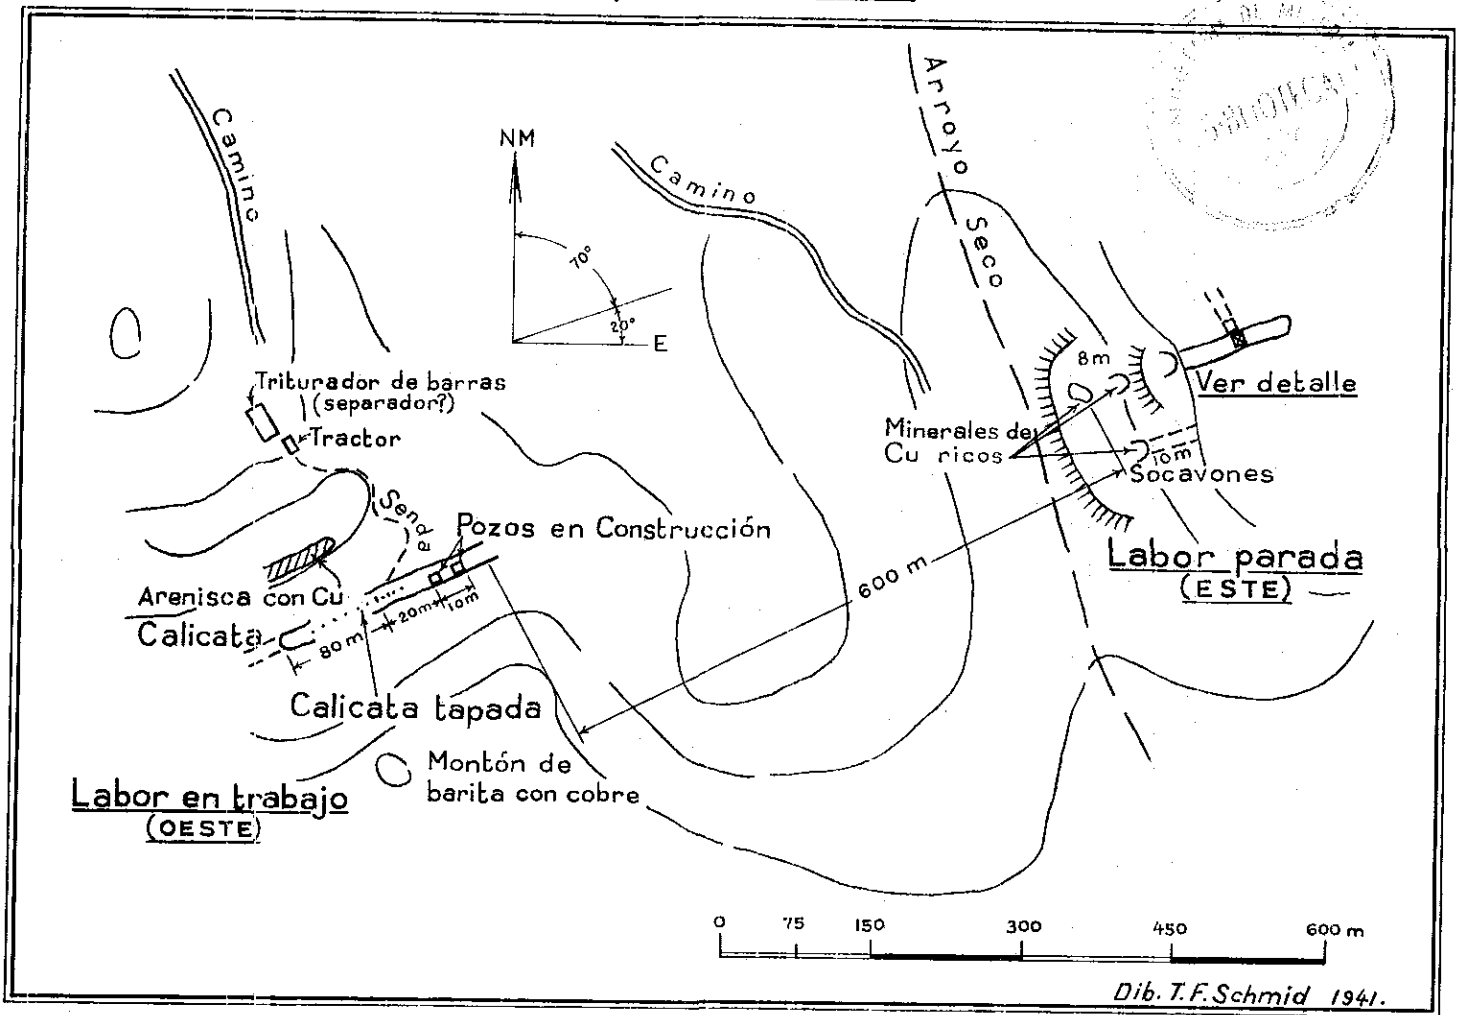 BIBLIOTECA
Arroyo Seco
Camino
NM
Camino
70°
20°
E
8 m
Triturador de barras
(separador?)
Tractor
Ver detalle
Minerales de
Cu ricos
10m
Socavones
Senda
Pozos en Construcción
Labor parada
(ESTE)
600 m
Arenisca con Cu
Calicata
80 m
20m
10m
Calicata tapada
Montón de
barita con cobre
Labor en trabajo
(OESTE)
0 75 150 300 450 600 m
Dib. T. F. Schmid 1941.